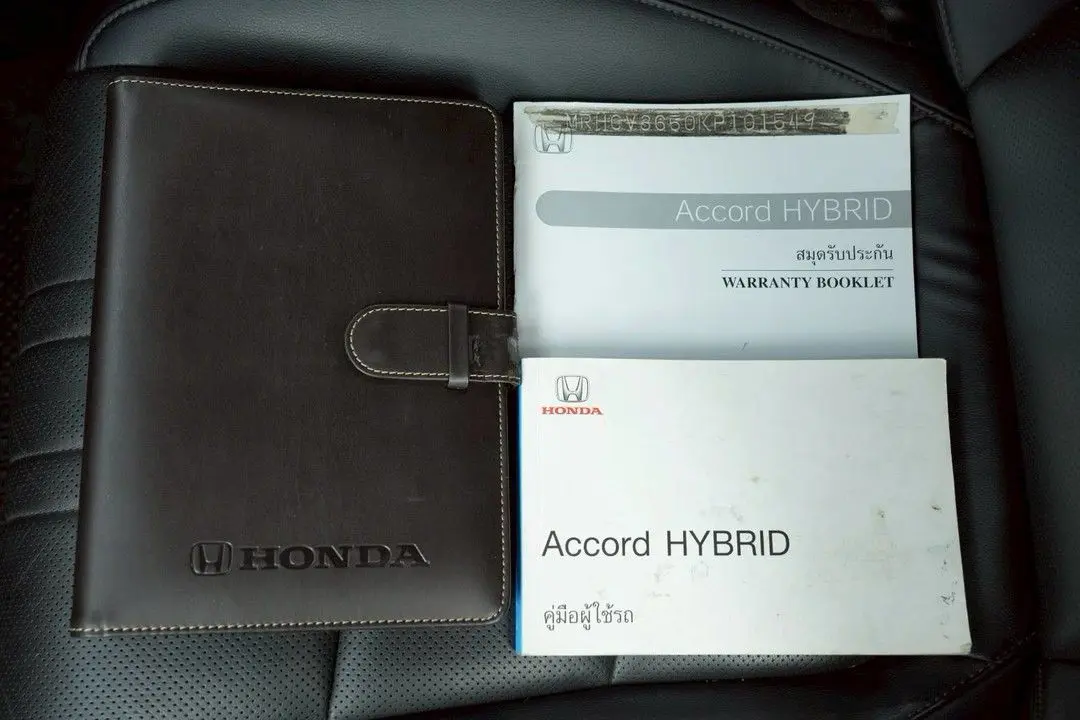 HONDA
MRHCV3650KP101549
Accord HYBRID
สมุดรับประกัน
WARRANTY BOOKLET
HONDA
Accord HYBRID
คู่มือผู้ใช้รถ